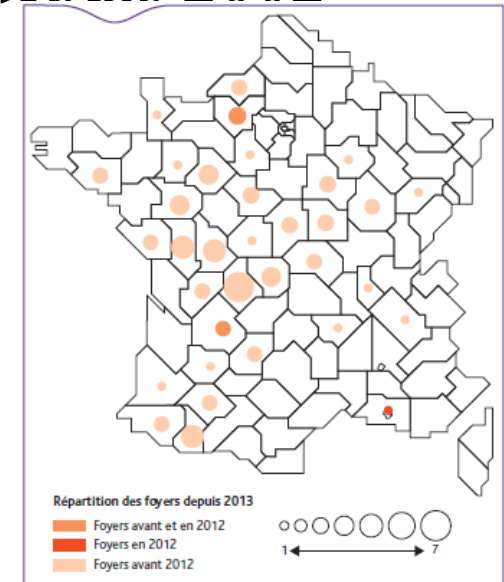 Répartition des foyers depuis 2013
Foyers avant et en 2012
Foyers en 2012
Foyers avant 2012
1 7